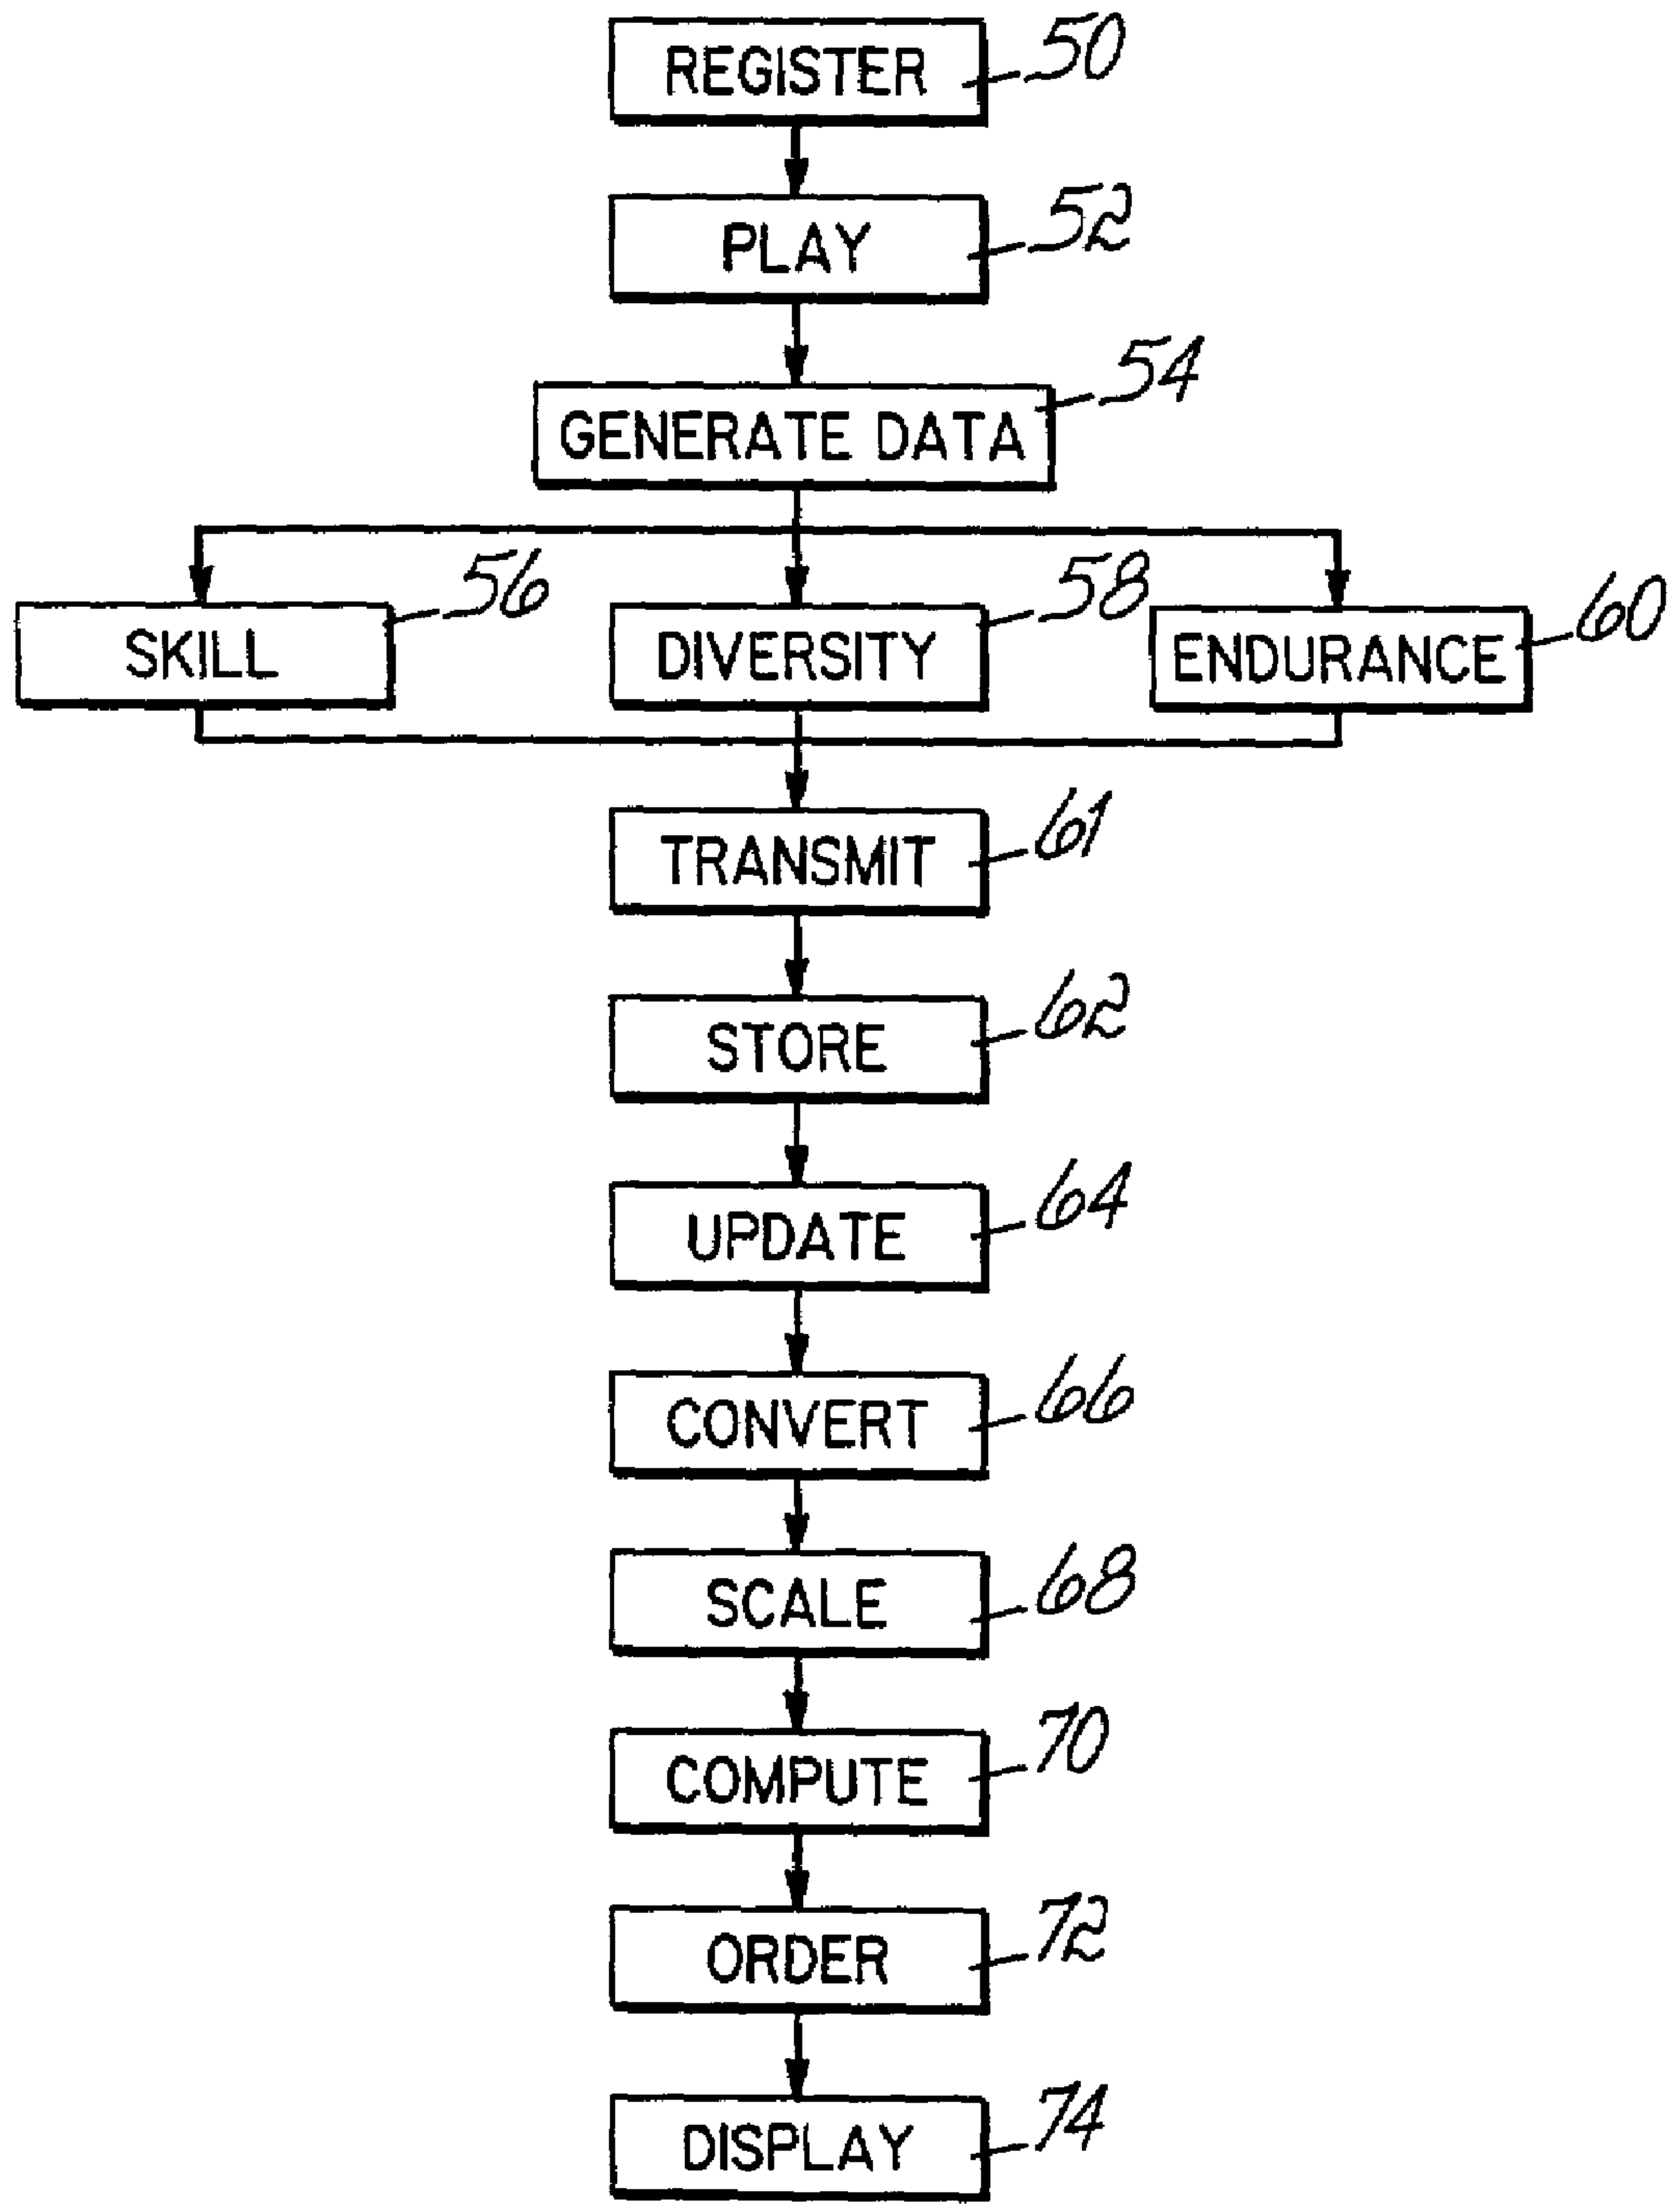 REGISTER 50
PLAY 52
GENERATE DATA 54
SKILL 56 DIVERSITY 58 ENDURANCE 60
TRANSMIT 61
STORE 62
UPDATE 64
CONVERT 66
SCALE 68
COMPUTE 70
ORDER 72
DISPLAY 74